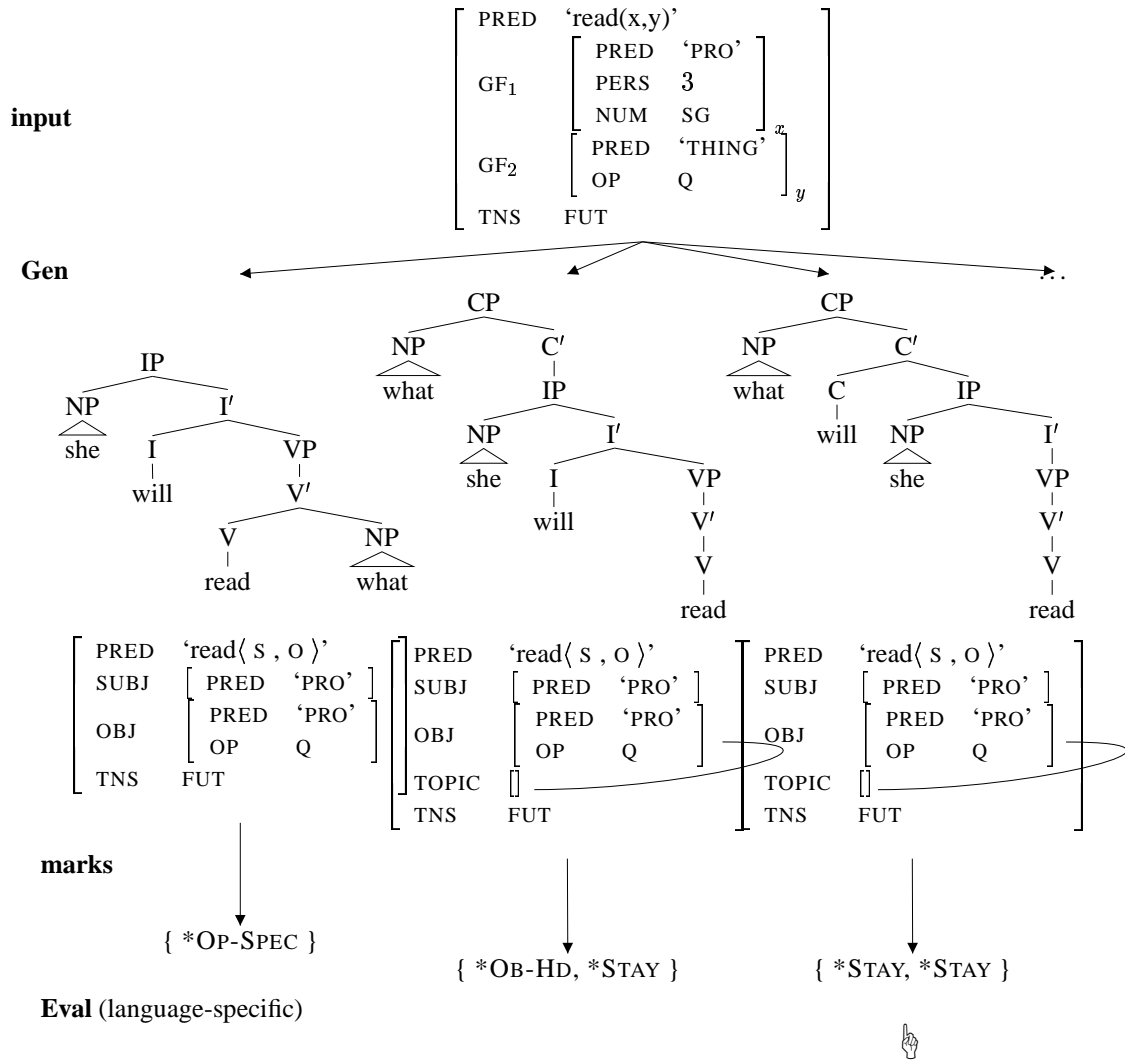 PRED ‘read(x,y)’
PRED ‘PRO’
GF1 PERS 3
NUM SG x
input
PRED ‘THING’
GF2 OP Q y
TNS FUT
Gen ...
CP CP
IP NP C′ NP C′
what IP what C IP
NP I′ NP I′ will NP I′
she I VP she I VP she VP
will V′ will V′ V′
V NP V V
read what read read
PRED ‘read⟨ S , O ⟩’ PRED ‘read⟨ S , O ⟩’ PRED ‘read⟨ S , O ⟩’
SUBJ [ PRED ‘PRO’ ] SUBJ [ PRED ‘PRO’ ] SUBJ [ PRED ‘PRO’ ]
PRED ‘PRO’ PRED ‘PRO’ PRED ‘PRO’
OBJ OP Q OBJ OP Q OBJ OP Q
TNS FUT TOPIC [] TOPIC []
TNS FUT TNS FUT
marks
{ *OP-SPEC }
{ *OB-HD, *STAY } { *STAY, *STAY }
Eval (language-specific)